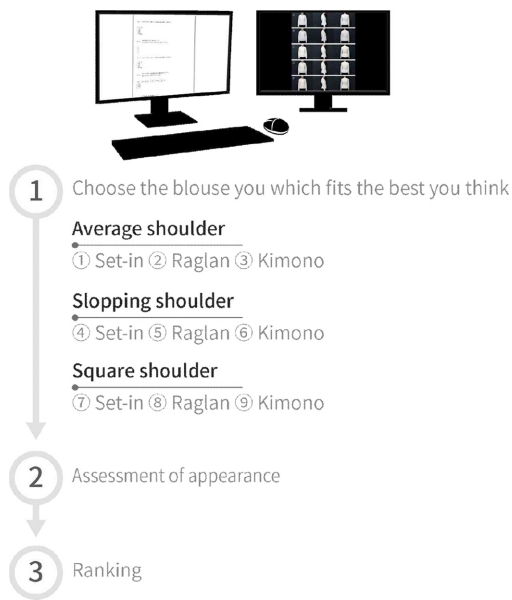 1 Choose the blouse you which fits the best you think
Average shoulder
① Set-in ② Raglan ③ Kimono
Slopping shoulder
④ Set-in ⑤ Raglan ⑥ Kimono
Square shoulder
⑦ Set-in ⑧ Raglan ⑨ Kimono
2 Assessment of appearance
3 Ranking